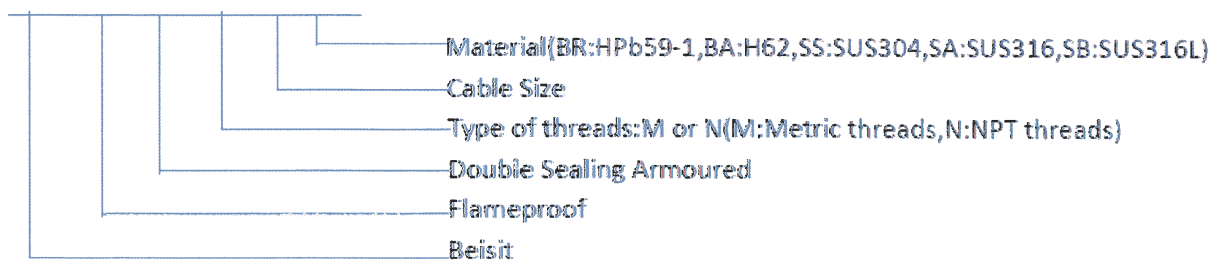 Material(BR:HPb59-1,BA:H62,SS:SUS304,SA:SUS316,SB:SUS316L)
Cable Size
Type of threads:M or N(M:Metric threads,N:NPT threads)
Double Sealing Armoured
Flameproof
Beisit